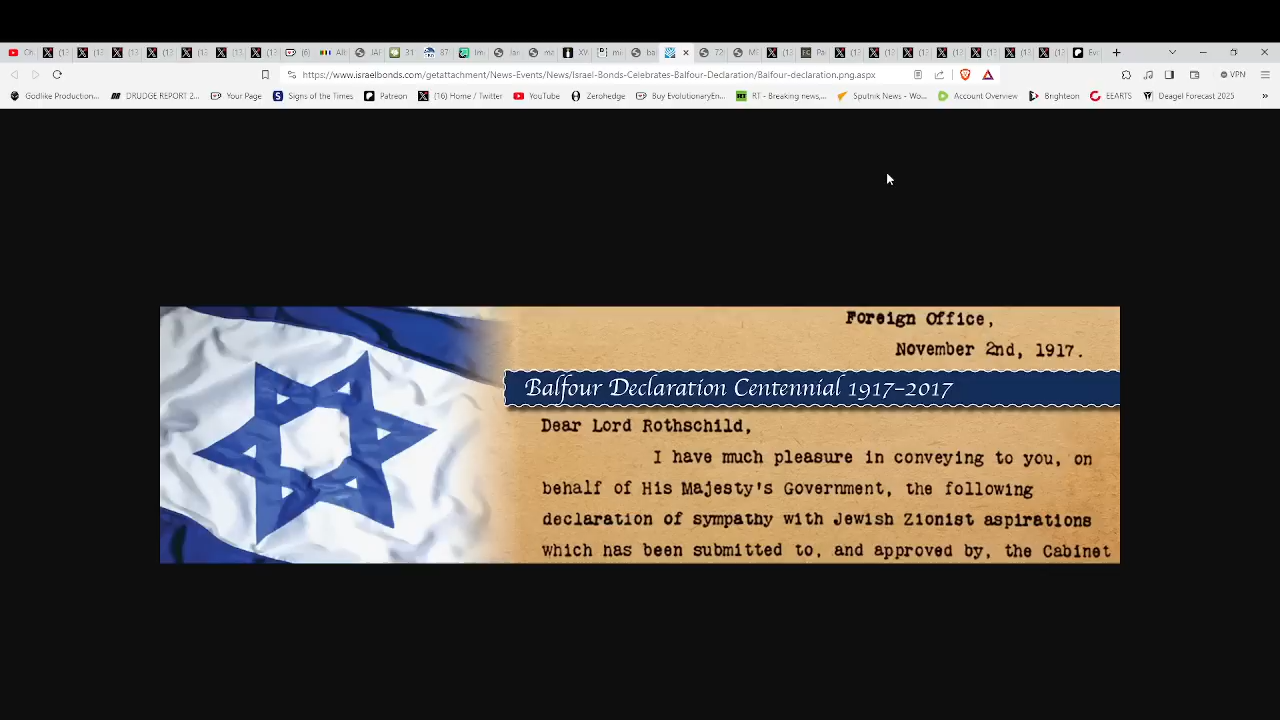 https://www.israelbonds.com/getattachment/News-Events/News/Israel-Bonds-Celebrates-Balfour-Declaration/Balfour-declaration.png.aspx
VPN
Godlike Production...
DRUDGE REPORT 2...
Your Page
Signs of the Times
Patreon
(16) Home / Twitter
YouTube
Zerohedge
Buy EvolutionaryEn...
RT - Breaking news,...
Sputnik News - Wo...
Account Overview
Brighteon
EEARTS
Deagel Forecast 2025
Foreign Office,
November 2nd, 1917.
Balfour Declaration Centennial 1917–2017
Dear Lord Rothschild,
I have much pleasure in conveying to you, on
behalf of His Majesty's Government, the following
declaration of sympathy with Jewish Zionist aspirations
which has been submitted to, and approved by, the Cabinet